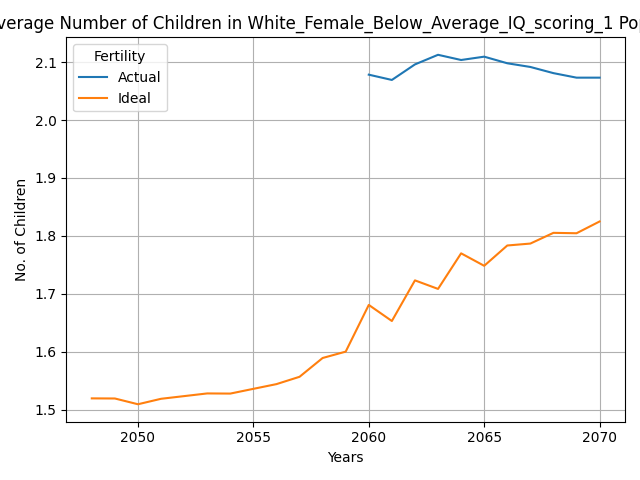 verage Number of Children in White_Female_Below_Average_IQ_scoring_1 Pop
Fertility
Actual
Ideal
No. of Children
2.1
2.0
1.9
1.8
1.7
1.6
1.5
2050 2055 2060 2065 2070
Years